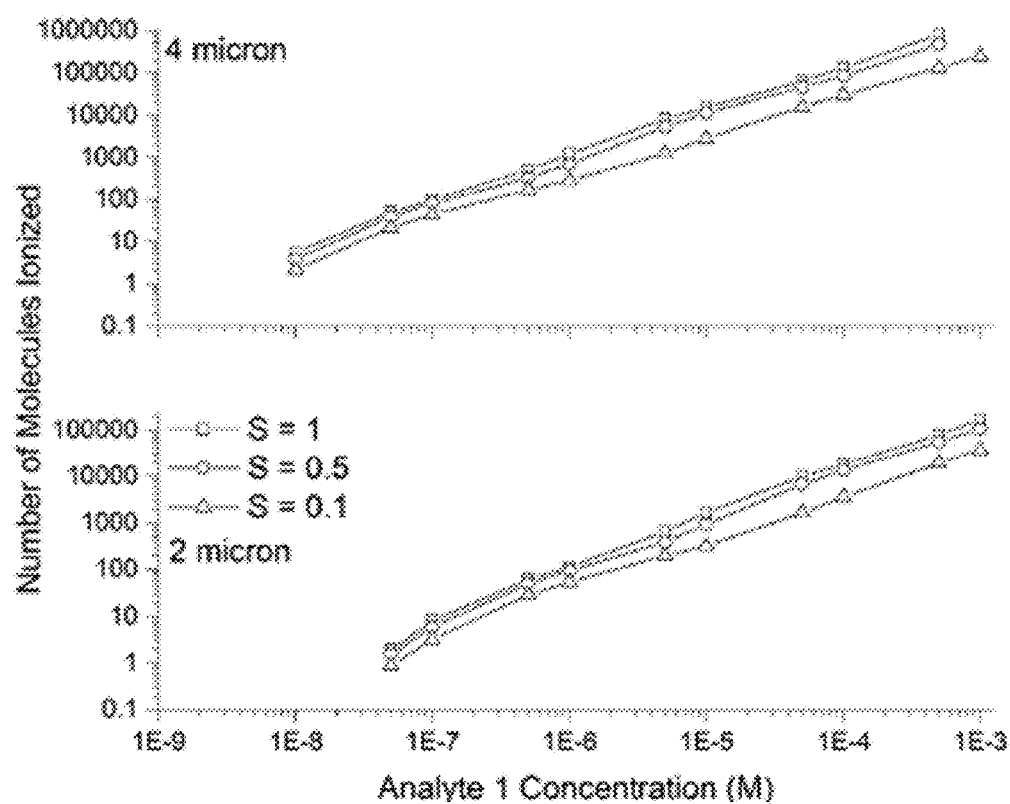 Number of Molecules Ionized
4 micron
1000000
100000
10000
1000
100
10
1
0.1
100000
10000
1000
100
10
1
0.1
S = 1
S = 0.5
S = 0.1
2 micron
1E-9 1E-8 1E-7 1E-6 1E-5 1E-4 1E-3
Analyte 1 Concentration (M)